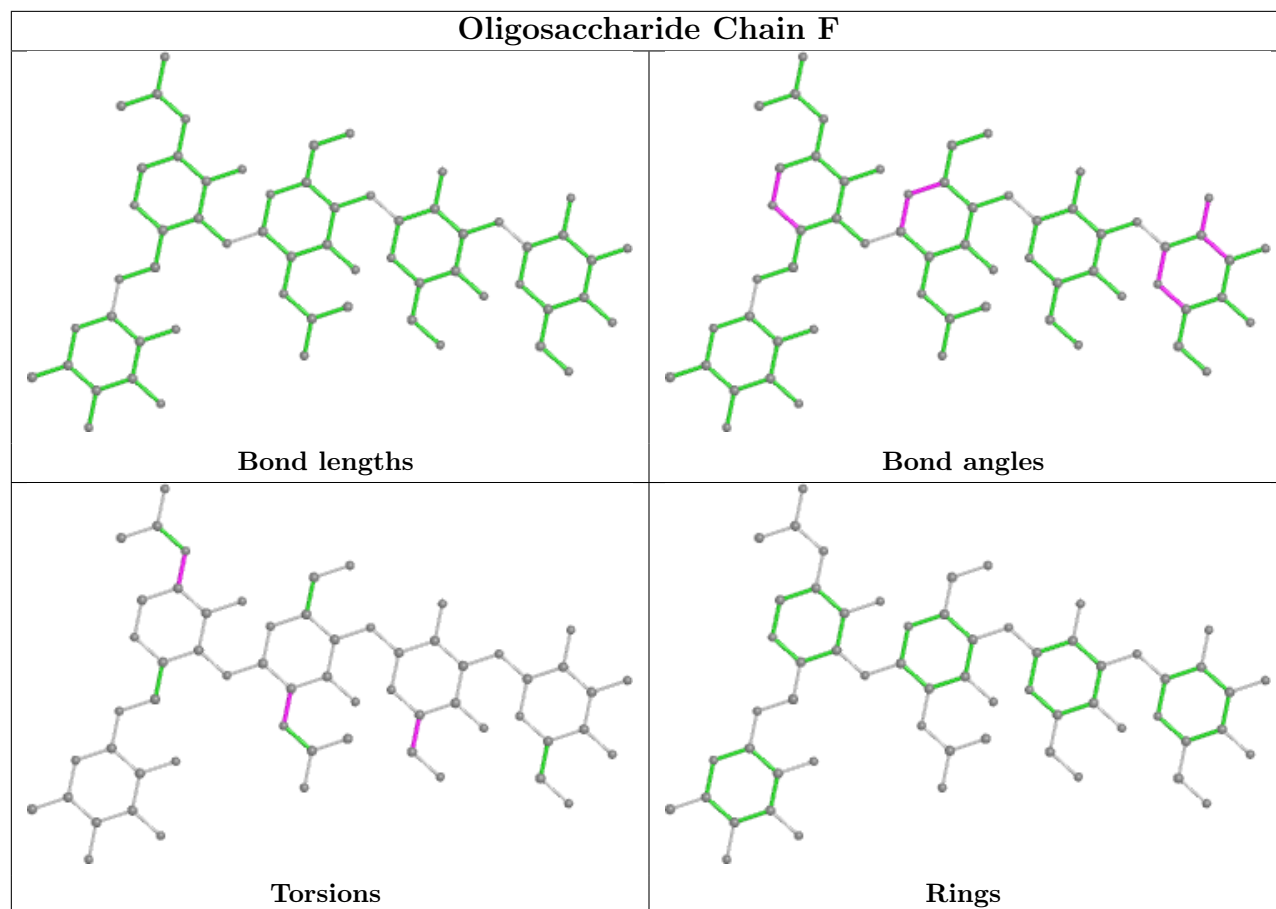 Oligosaccharide Chain F
Bond lengths
Bond angles
Torsions
Rings